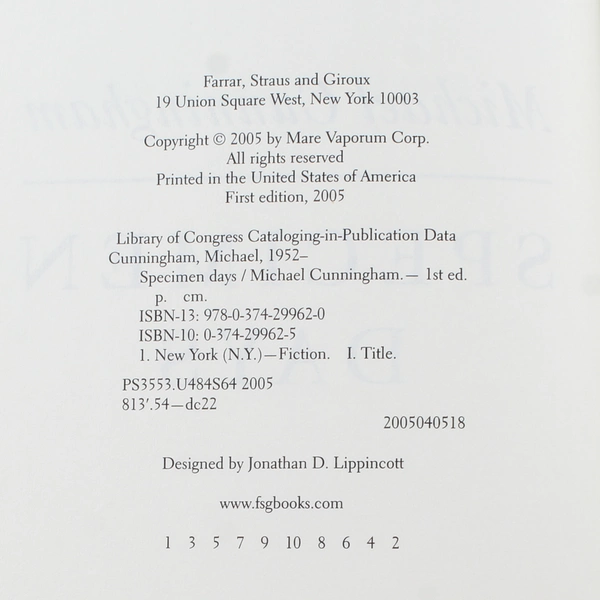 Farrar, Straus and Giroux
19 Union Square West, New York 10003
Copyright © 2005 by Mare Vaporum Corp.
All rights reserved
Printed in the United States of America
First edition, 2005
Library of Congress Cataloging-in-Publication Data
Cunningham, Michael, 1952–
Specimen days / Michael Cunningham.— 1st ed.
p. cm.
ISBN-13: 978-0-374-29962-0
ISBN-10: 0-374-29962-5
1. New York (N.Y.)—Fiction. I. Title.
PS3553.U484S64 2005
813'.54—dc22
2005040518
Designed by Jonathan D. Lippincott
www.fsgbooks.com
1 3 5 7 9 10 8 6 4 2